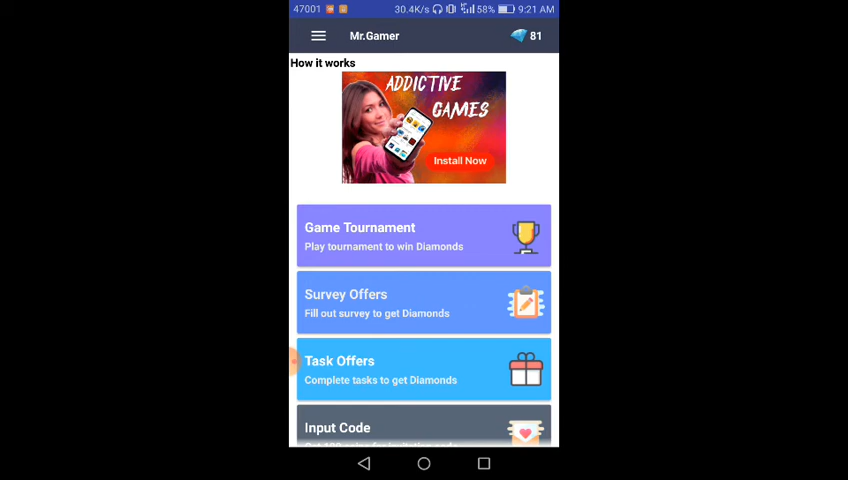 47001 30.4K/s 58% 9:21 AM
Mr.Gamer 81
How it works
ADDICTIVE
GAMES
Install Now
Game Tournament
Play tournament to win Diamonds
Survey Offers
Fill out survey to get Diamonds
Task Offers
Complete tasks to get Diamonds
Input Code